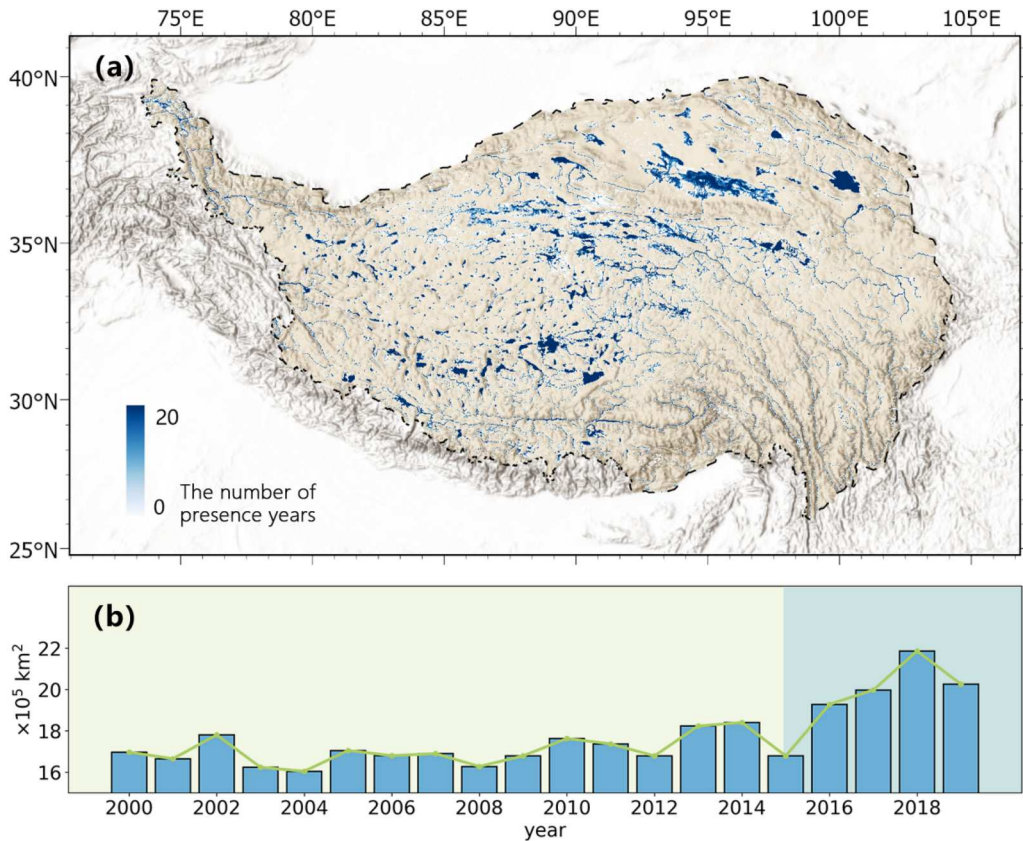 75°E 80°E 85°E 90°E 95°E 100°E 105°E
(a)
40°N
35°N
30°N
25°N
20
0
The number of
presence years
(b)
×10⁵ km²
22
20
18
16
2000 2002 2004 2006 2008 2010 2012 2014 2016 2018
year